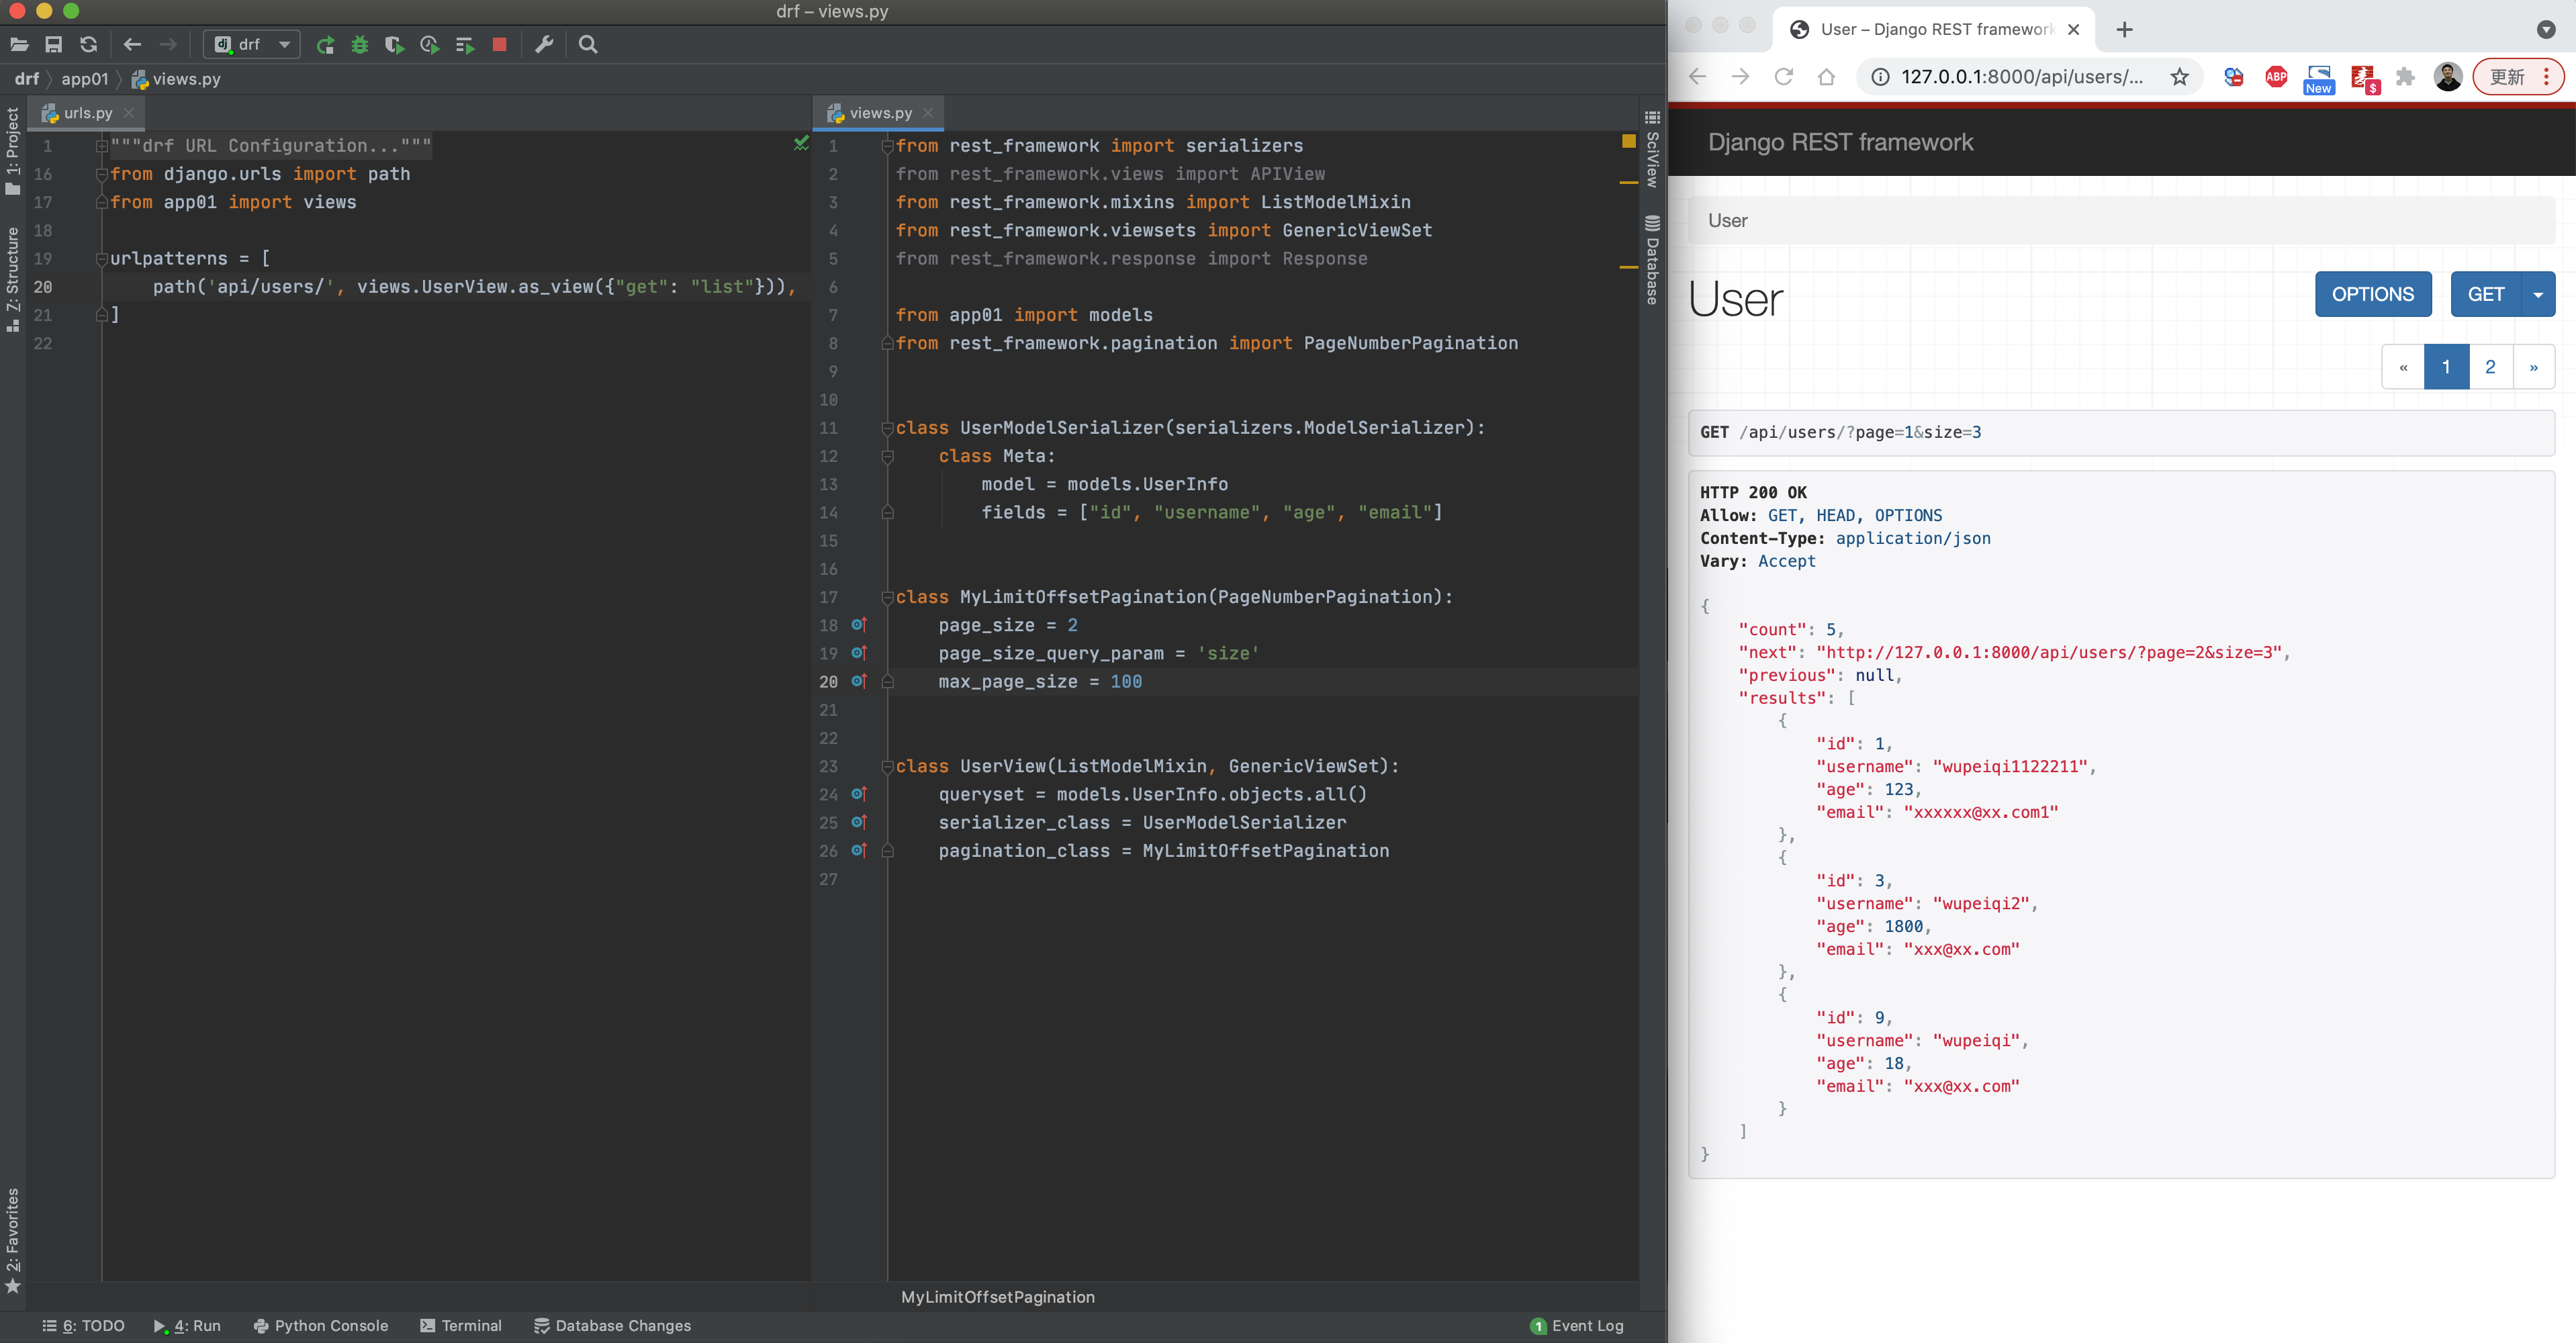 drf – views.py
drf
drf
app01
views.py
1: Project
Z: Structure
2: Favorites
urls.py
1 """drf URL Configuration..."""
16 from django.urls import path
17 from app01 import views
18
19 urlpatterns = [
20 path('api/users/', views.UserView.as_view({"get": "list"})),
21 ]
22
views.py
1 from rest_framework import serializers
2 from rest_framework.views import APIView
3 from rest_framework.mixins import ListModelMixin
4 from rest_framework.viewsets import GenericViewSet
5 from rest_framework.response import Response
6
7 from app01 import models
8 from rest_framework.pagination import PageNumberPagination
9
10
11 class UserModelSerializer(serializers.ModelSerializer):
12 class Meta:
13 model = models.UserInfo
14 fields = ["id", "username", "age", "email"]
15
16
17 class MyLimitOffsetPagination(PageNumberPagination):
18 page_size = 2
19 page_size_query_param = 'size'
20 max_page_size = 100
21
22
23 class UserView(ListModelMixin, GenericViewSet):
24 queryset = models.UserInfo.objects.all()
25 serializer_class = UserModelSerializer
26 pagination_class = MyLimitOffsetPagination
27
SciView
Database
MyLimitOffsetPagination
6: TODO
4: Run
Python Console
Terminal
Database Changes
1 Event Log
User – Django REST framework
127.0.0.1:8000/api/users/...
ABP
New
$
更新
Django REST framework
User
User
OPTIONS
GET
« 1 2 »
GET /api/users/?page=1&size=3
HTTP 200 OK
Allow: GET, HEAD, OPTIONS
Content-Type: application/json
Vary: Accept
{
"count": 5,
"next": "http://127.0.0.1:8000/api/users/?page=2&size=3",
"previous": null,
"results": [
{
"id": 1,
"username": "wupeiqi1122211",
"age": 123,
"email": "xxxxxx@xx.com1"
},
{
"id": 3,
"username": "wupeiqi2",
"age": 1800,
"email": "xxx@xx.com"
},
{
"id": 9,
"username": "wupeiqi",
"age": 18,
"email": "xxx@xx.com"
}
]
}